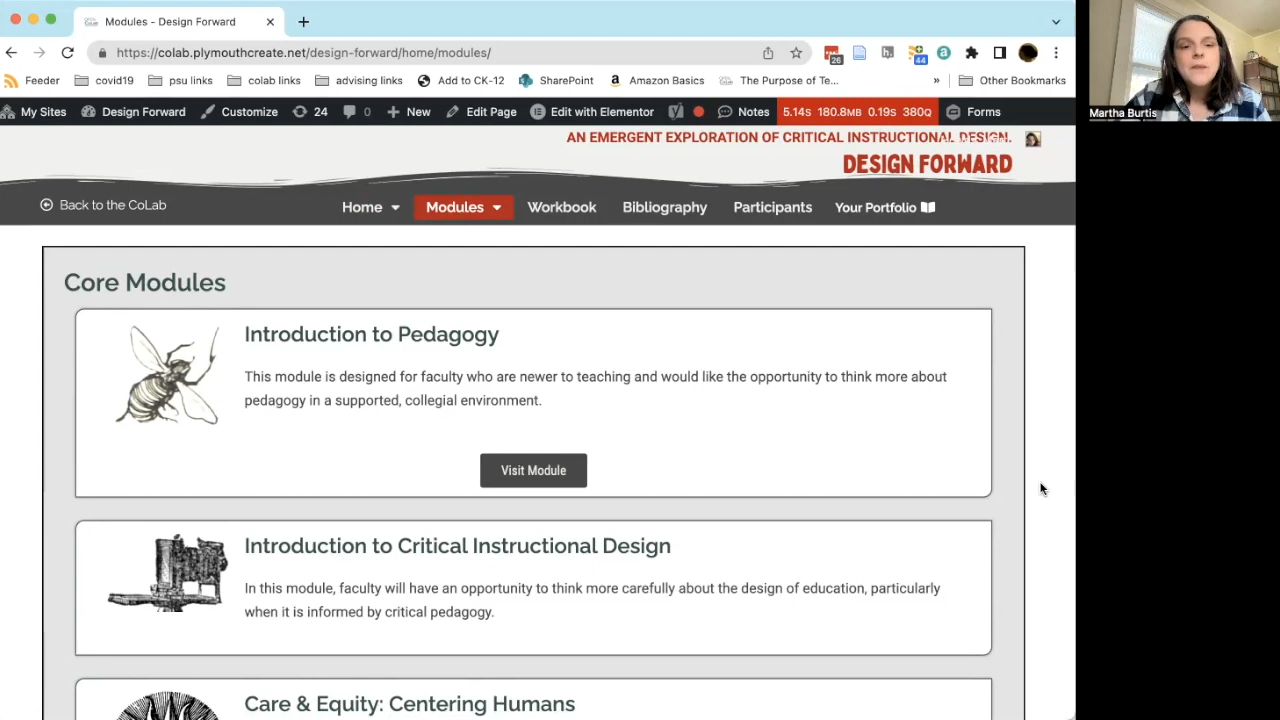 Modules - Design Forward
https://colab.plymouthcreate.net/design-forward/home/modules/
26
44
Feeder covid19 psu links colab links advising links Add to CK-12 SharePoint Amazon Basics The Purpose of Te... » Other Bookmarks
My Sites Design Forward Customize 24 0 New Edit Page Edit with Elementor Notes 5.14S 180.8MB 0.19S 380Q Forms
AN EMERGENT EXPLORATION OF CRITICAL INSTRUCTIONAL DESIGN.
DESIGN FORWARD
Back to the CoLab Home Modules Workbook Bibliography Participants Your Portfolio
Core Modules
Introduction to Pedagogy
This module is designed for faculty who are newer to teaching and would like the opportunity to think more about
pedagogy in a supported, collegial environment.
Visit Module
Introduction to Critical Instructional Design
In this module, faculty will have an opportunity to think more carefully about the design of education, particularly
when it is informed by critical pedagogy.
Care & Equity: Centering Humans
Martha Burtis